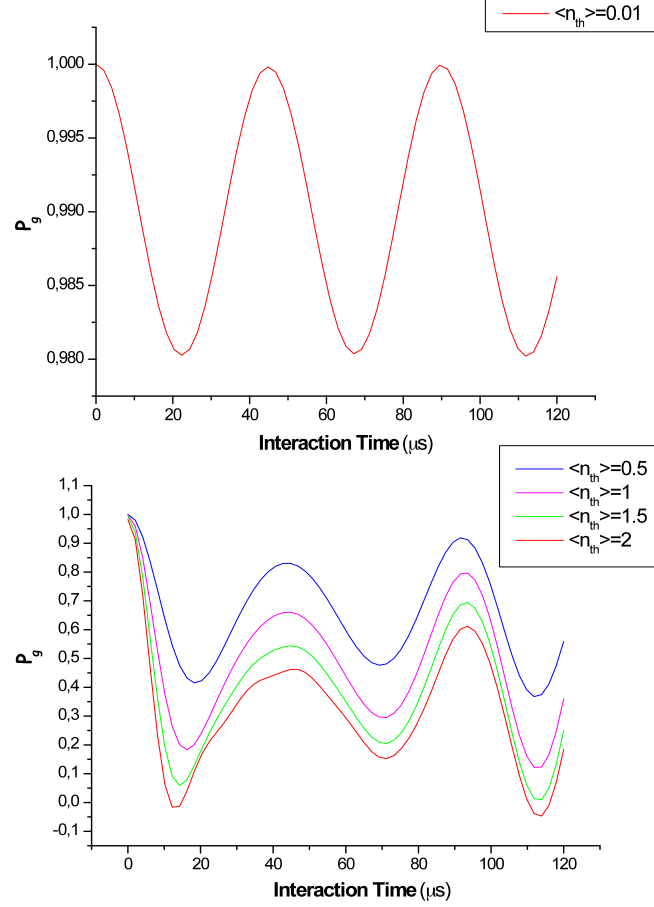 <n_th>=0.01
1,000
0,995
0,990
0,985
0,980
P_g
0 20 40 60 80 100 120
Interaction Time (μs)
<n_th>=0.5
<n_th>=1
<n_th>=1.5
<n_th>=2
1,1
1,0
0,9
0,8
0,7
0,6
0,5
0,4
0,3
0,2
0,1
0,0
-0,1
P_g
0 20 40 60 80 100 120
Interaction Time (μs)